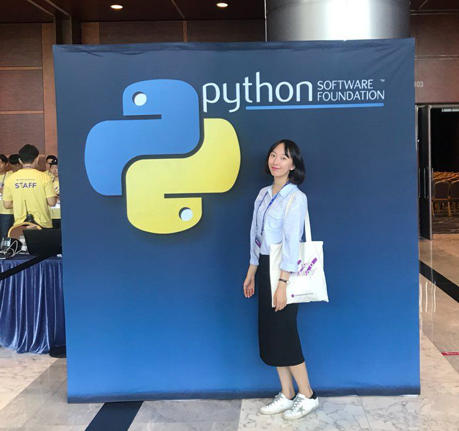 python SOFTWARE
FOUNDATION
™
STAFF